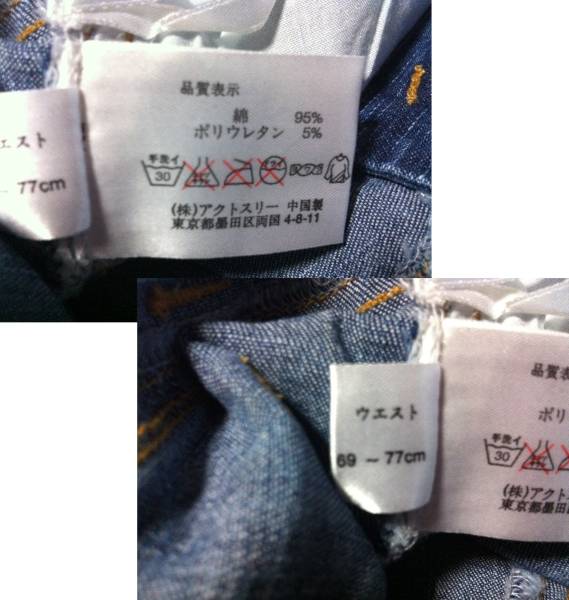 品質表示
綿 95%
ポリウレタン 5%
手洗イ
30
(株)アクトスリー 中国製
東京都墨田区両国 4-8-11
エスト
~ 77cm
ウエスト
69 ~ 77cm
品質表
ポリ
手洗イ
30
(株)アクト
東京都墨田